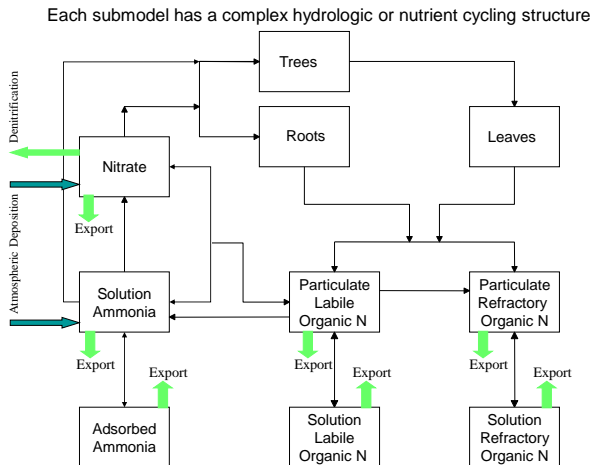 Each submodel has a complex hydrologic or nutrient cycling structure
Trees
Denitrification
Roots
Leaves
Nitrate
Export
Atmospheric Deposition
Solution
Ammonia
Particulate
Labile
Organic N
Particulate
Refractory
Organic N
Export
Export
Export
Export
Export
Export
Adsorbed
Ammonia
Solution
Labile
Organic N
Solution
Refractory
Organic N